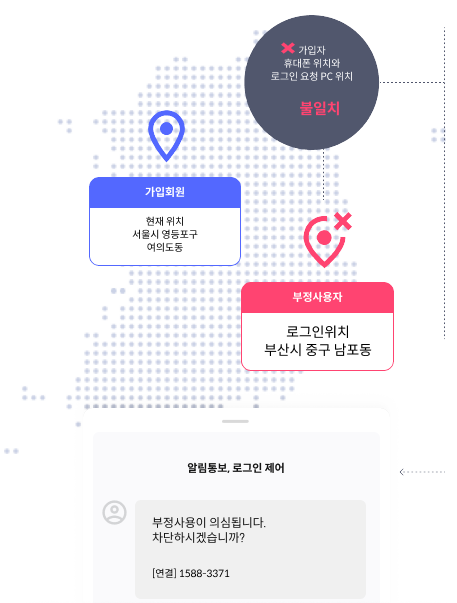 가입자
휴대폰 위치와
로그인 요청 PC 위치
불일치
가입회원
현재 위치
서울시 영등포구
여의도동
부정사용자
로그인위치
부산시 중구 남포동
알림통보, 로그인 제어
부정사용이 의심됩니다.
차단하시겠습니까?
[연결] 1588-3371